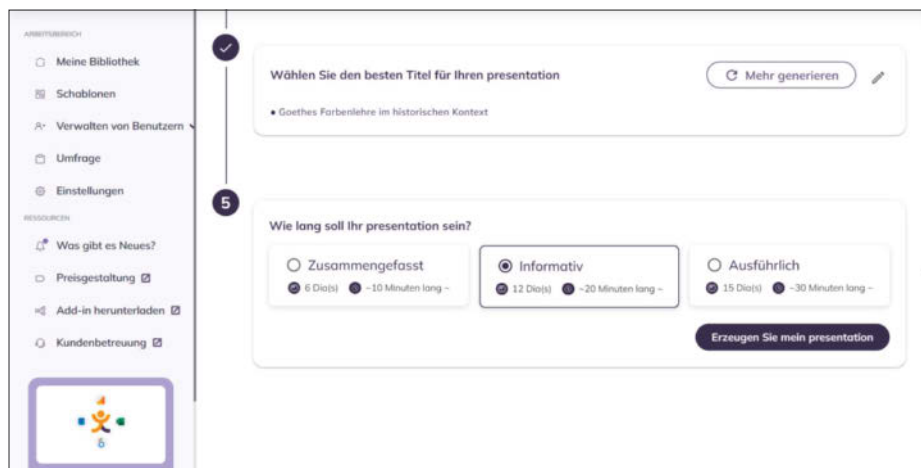 ARBEITSBEREICH
Meine Bibliothek
Schablonen
Verwalten von Benutzern
Umfrage
Einstellungen
RESSOURCEN
Was gibt es Neues?
Preisgestaltung
Add-in herunterladen
Kundenbetreuung
Wählen Sie den besten Titel für Ihren presentation
Mehr generieren
• Goethes Farbenlehre im historischen Kontext
5
Wie lang soll Ihr presentation sein?
Zusammengefasst
6 Dia(s) ~10 Minuten lang ~
Informativ
12 Dia(s) ~20 Minuten lang ~
Ausführlich
15 Dia(s) ~30 Minuten lang ~
Erzeugen Sie mein presentation